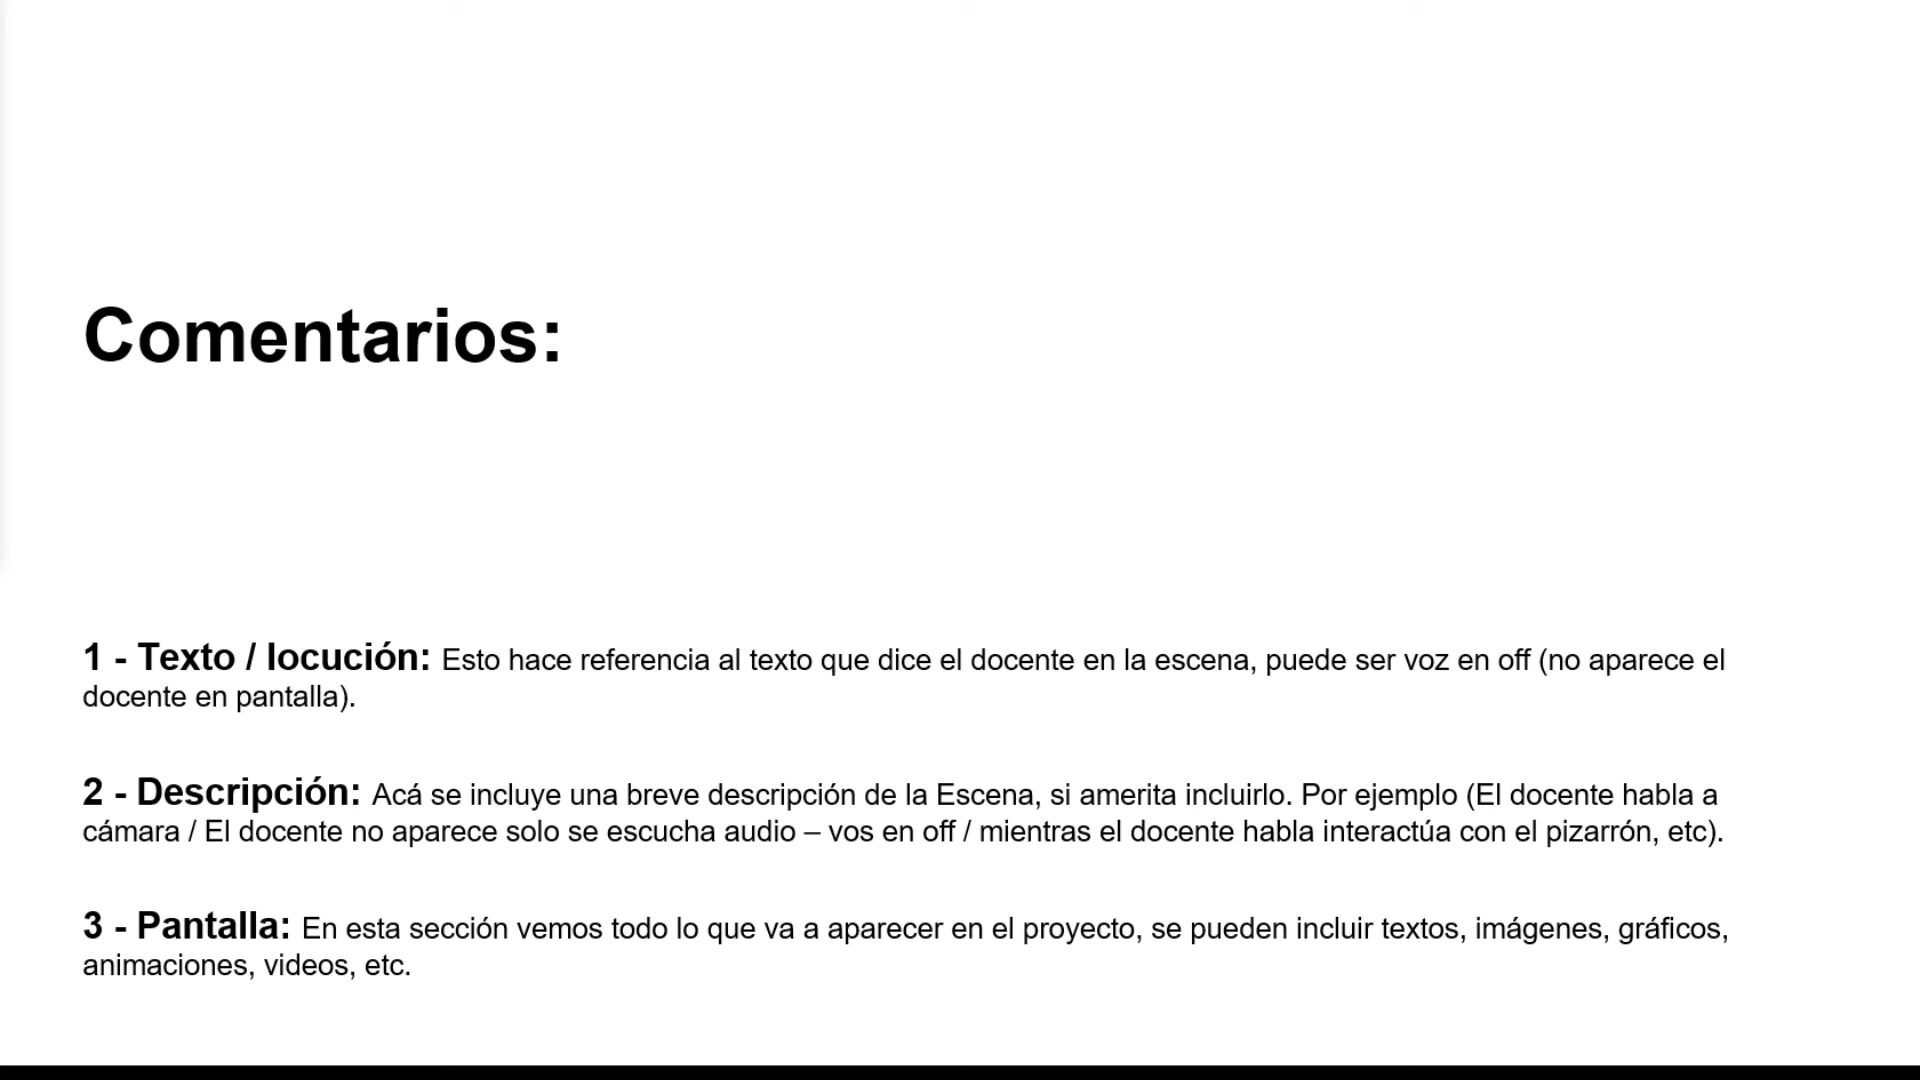 Comentarios:
1 - Texto / locución: Esto hace referencia al texto que dice el docente en la escena, puede ser voz en off (no aparece el
docente en pantalla).
2 - Descripción: Acá se incluye una breve descripción de la Escena, si amerita incluirlo. Por ejemplo (El docente habla a
cámara / El docente no aparece solo se escucha audio – vos en off / mientras el docente habla interactúa con el pizarrón, etc).
3 - Pantalla: En esta sección vemos todo lo que va a aparecer en el proyecto, se pueden incluir textos, imágenes, gráficos,
animaciones, videos, etc.